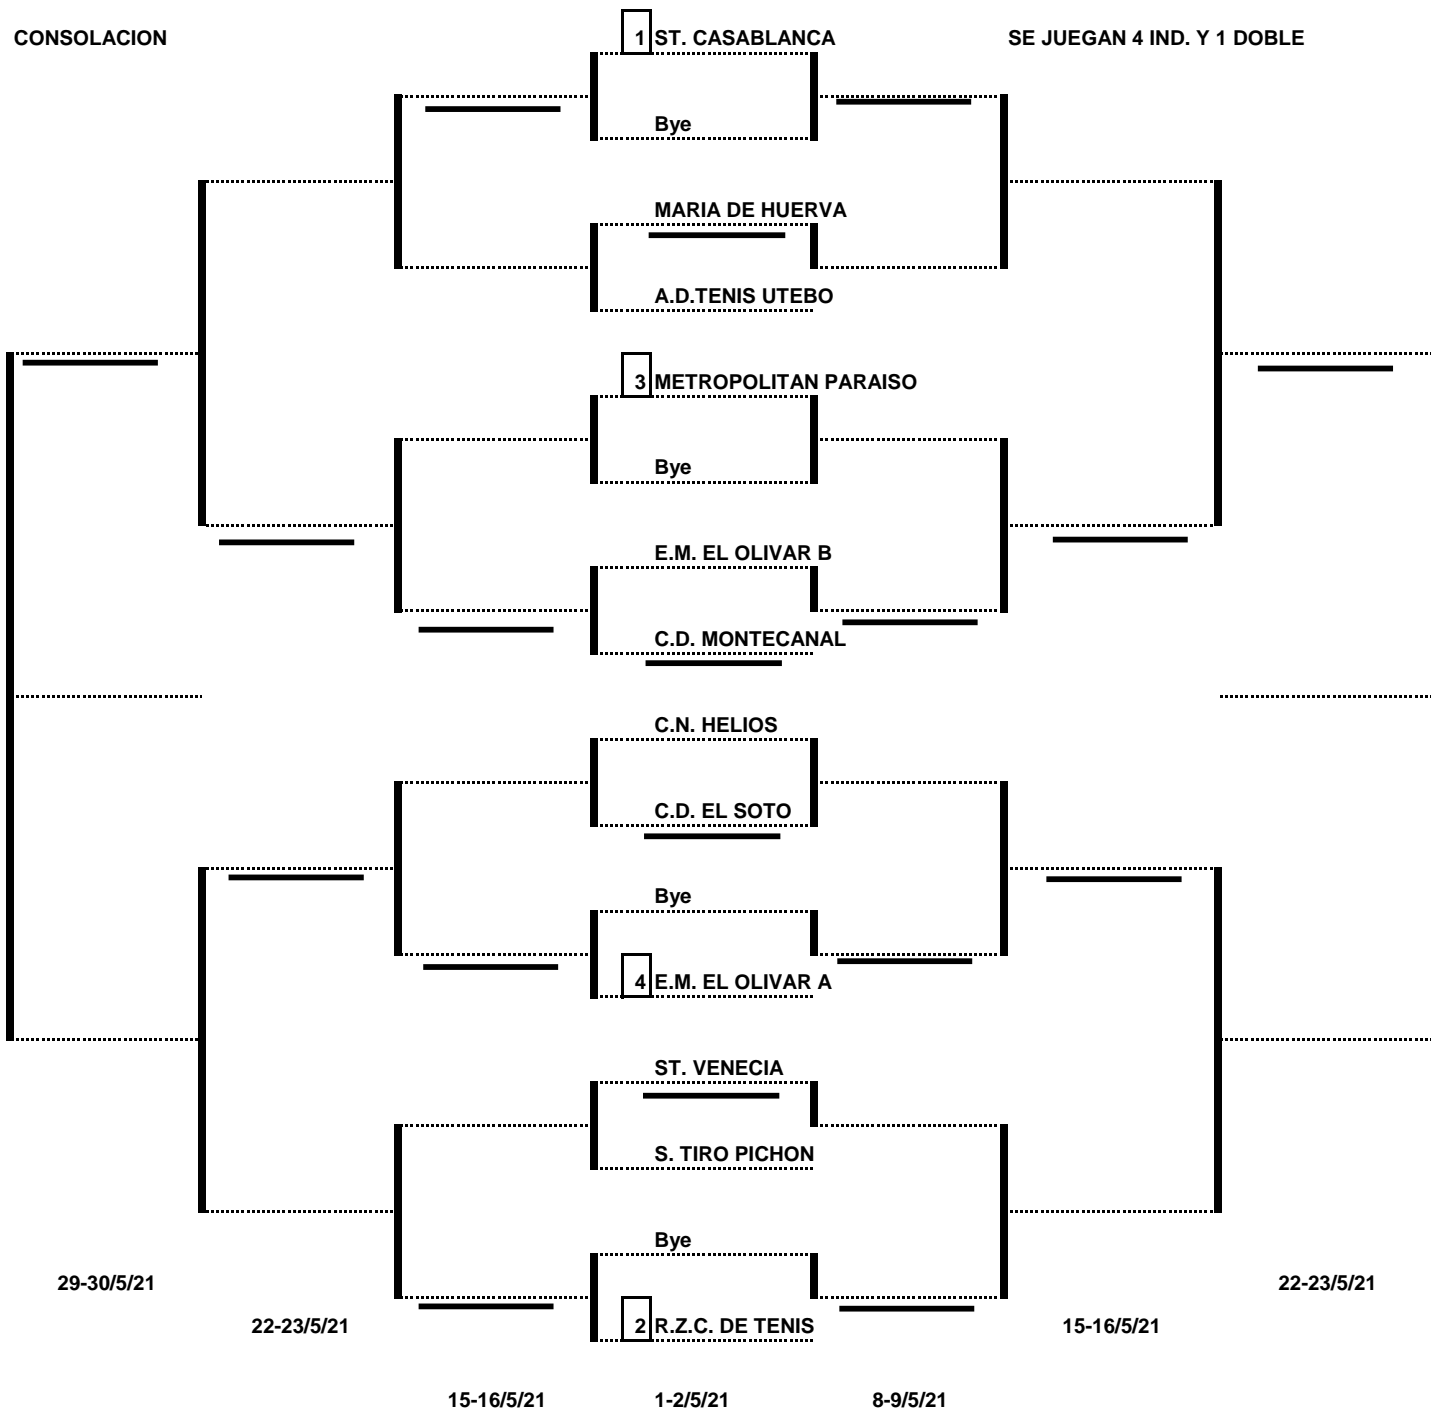 CONSOLACION
1 ST. CASABLANCA
SE JUEGAN 4 IND. Y 1 DOBLE
Bye
MARIA DE HUERVA
A.D.TENIS UTEBO
3 METROPOLITAN PARAISO
Bye
E.M. EL OLIVAR B
C.D. MONTECANAL
C.N. HELIOS
C.D. EL SOTO
Bye
4 E.M. EL OLIVAR A
ST. VENECIA
S. TIRO PICHON
Bye
29-30/5/21
22-23/5/21
22-23/5/21
2 R.Z.C. DE TENIS
15-16/5/21
15-16/5/21
1-2/5/21
8-9/5/21